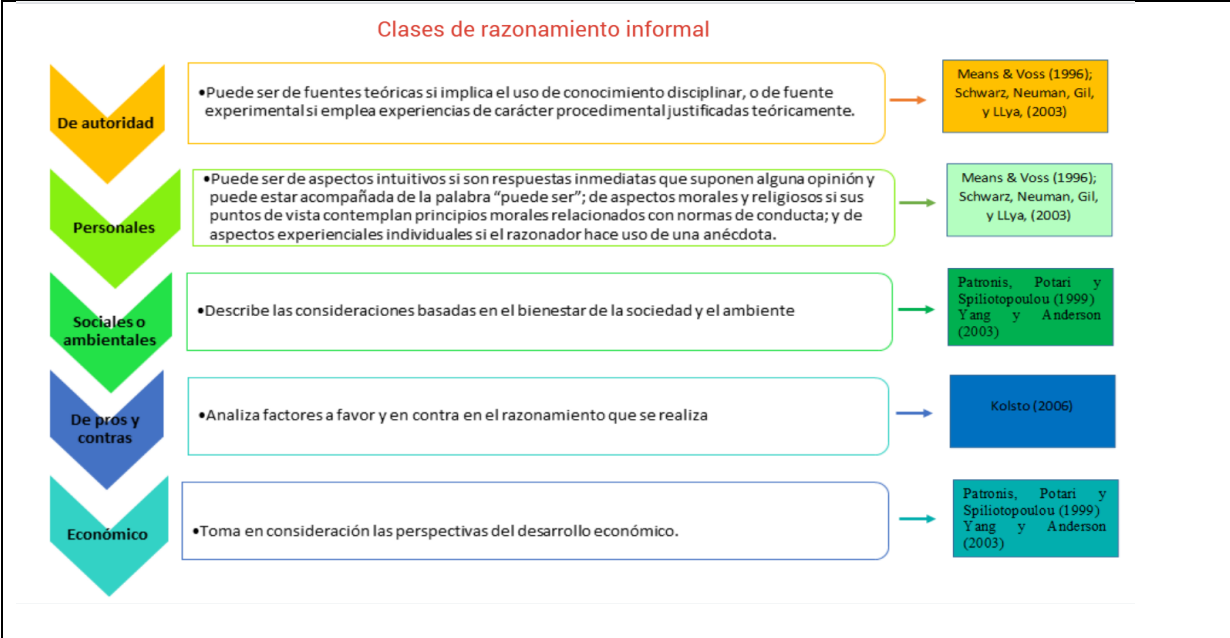 Clases de razonamiento informal
De autoridad
•Puede ser de fuentes teóricas si implica el uso de conocimiento disciplinar, o de fuente
experimental si emplea experiencias de carácter procedimental justificadas teóricamente.
Means & Voss (1996);
Schwarz, Neuman, Gil,
y LLya, (2003)
Personales
•Puede ser de aspectos intuitivos si son respuestas inmediatas que suponen alguna opinión y
puede estar acompañada de la palabra “puede ser”; de aspectos morales y religiosos si sus
puntos de vista contemplan principios morales relacionados con normas de conducta; y de
aspectos experienciales individuales si el razonador hace uso de una anécdota.
Means & Voss (1996);
Schwarz, Neuman, Gil,
y LLya, (2003)
Sociales o
ambientales
•Describe las consideraciones basadas en el bienestar de la sociedad y el ambiente
Patronis, Potari y
Spiliotopoulou (1999)
Yang y Anderson
(2003)
De pros y
contras
•Analiza factores a favor y en contra en el razonamiento que se realiza
Kolsto (2006)
Económico
•Toma en consideración las perspectivas del desarrollo económico.
Patronis, Potari y
Spiliotopoulou (1999)
Yang y Anderson
(2003)